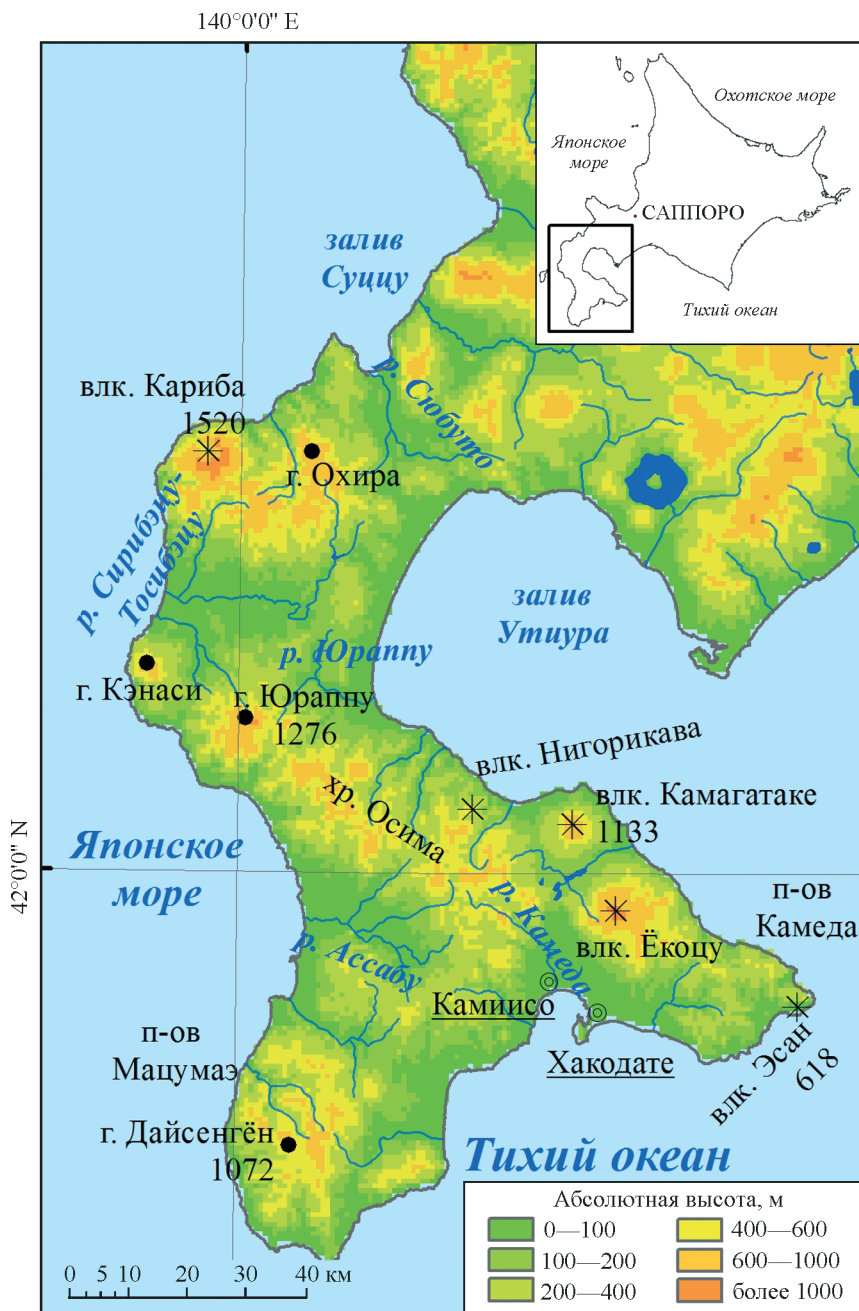 140°0'0" E
Охотское море
Японское
море
САППОРО
Тихий океан
залив
Суццу
влк. Кариба
1520
р. Сюбуто
г. Охира
р. Сирибэцу-
Тосибэцу
залив
Утиура
р. Юраппу
г. Кэнаси
г. Юраппу
1276
влк. Нигорикава
хр. Осима
влк. Камагатаке
1133
42°0'0" N
Японское
море
п-ов
Камеда
р. Камеда
влк. Ёкоцу
р. Ассабу
Камиисо
Хакодате
влк. Эсан
618
п-ов
Мацумаэ
г. Дайсенгён
1072
Тихий океан
Абсолютная высота, м
0—100
400—600
100—200
600—1000
200—400
более 1000
0 5 10 20 30 40 км